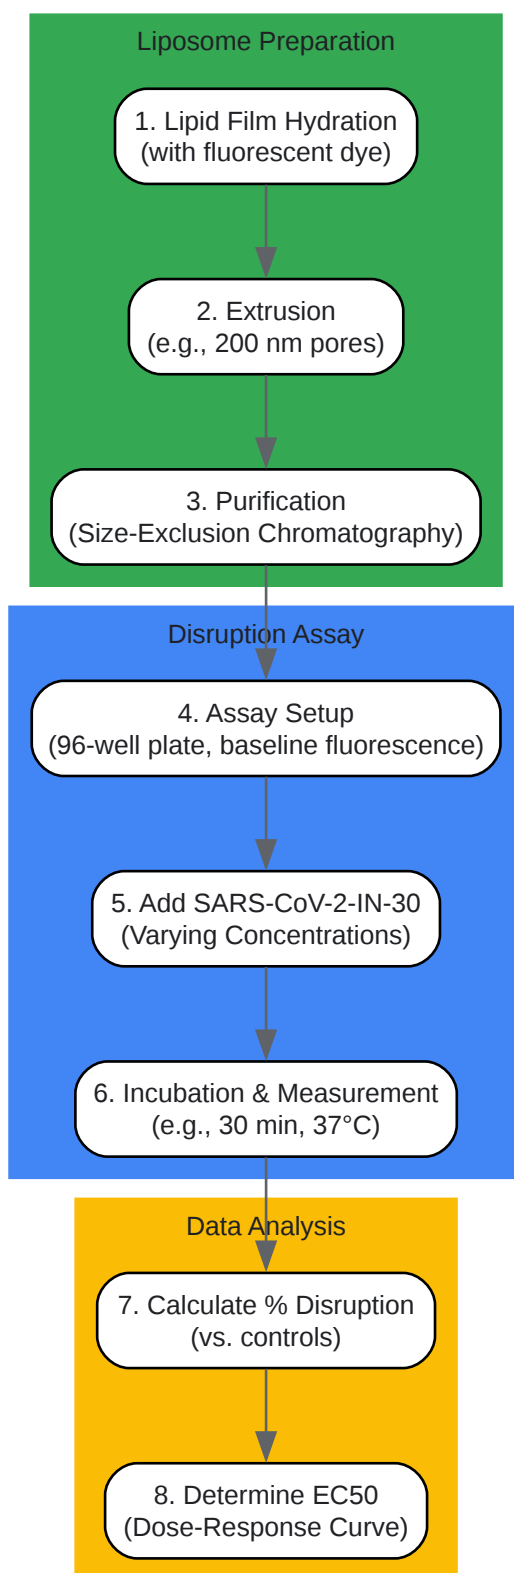 Liposome Preparation
1. Lipid Film Hydration
(with fluorescent dye)
2. Extrusion
(e.g., 200 nm pores)
3. Purification
(Size-Exclusion Chromatography)
Disruption Assay
4. Assay Setup
(96-well plate, baseline fluorescence)
5. Add SARS-CoV-2-IN-30
(Varying Concentrations)
6. Incubation & Measurement
(e.g., 30 min, 37°C)
Data Analysis
7. Calculate % Disruption
(vs. controls)
8. Determine EC50
(Dose-Response Curve)